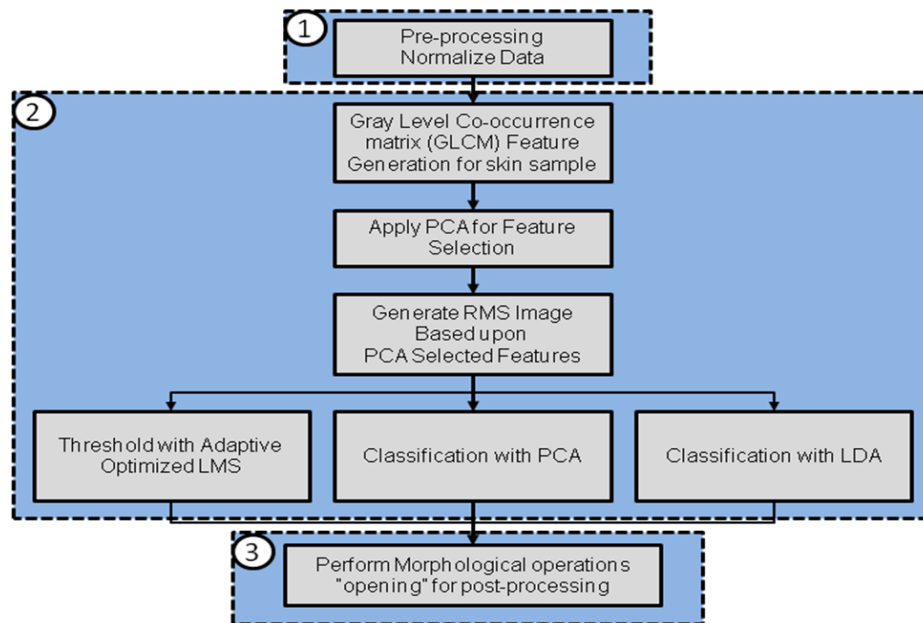 1
Pre-processing
Normalize Data
2
Gray Level Co-occurrence
matrix (GLCM) Feature
Generation for skin sample
Apply PCA for Feature
Selection
Generate RMS Image
Based upon
PCA Selected Features
Threshold with Adaptive
Optimized LMS
Classification with PCA
Classification with LDA
3
Perform Morphological operations
"opening" for post-processing